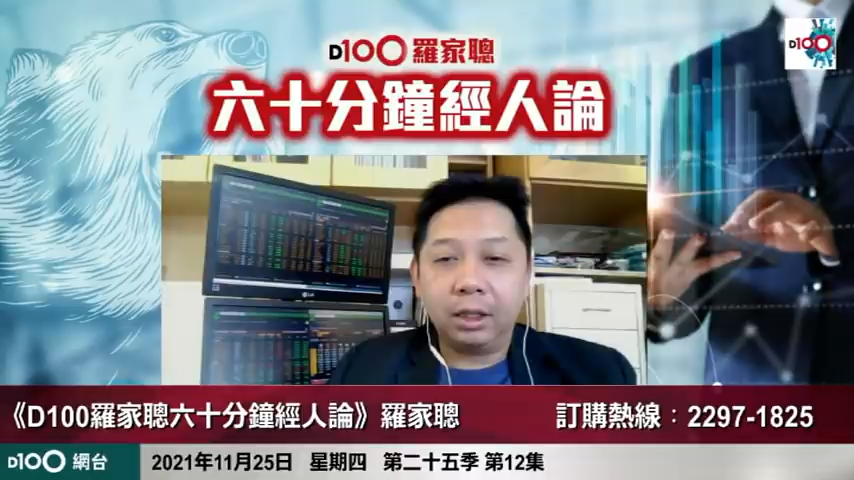 D100
D100 羅家聰
六十分鐘經人論
LG
《D100羅家聰六十分鐘經人論》羅家聰 訂購熱線：2297-1825
D100 網台 2021年11月25日 星期四 第二十五季 第12集